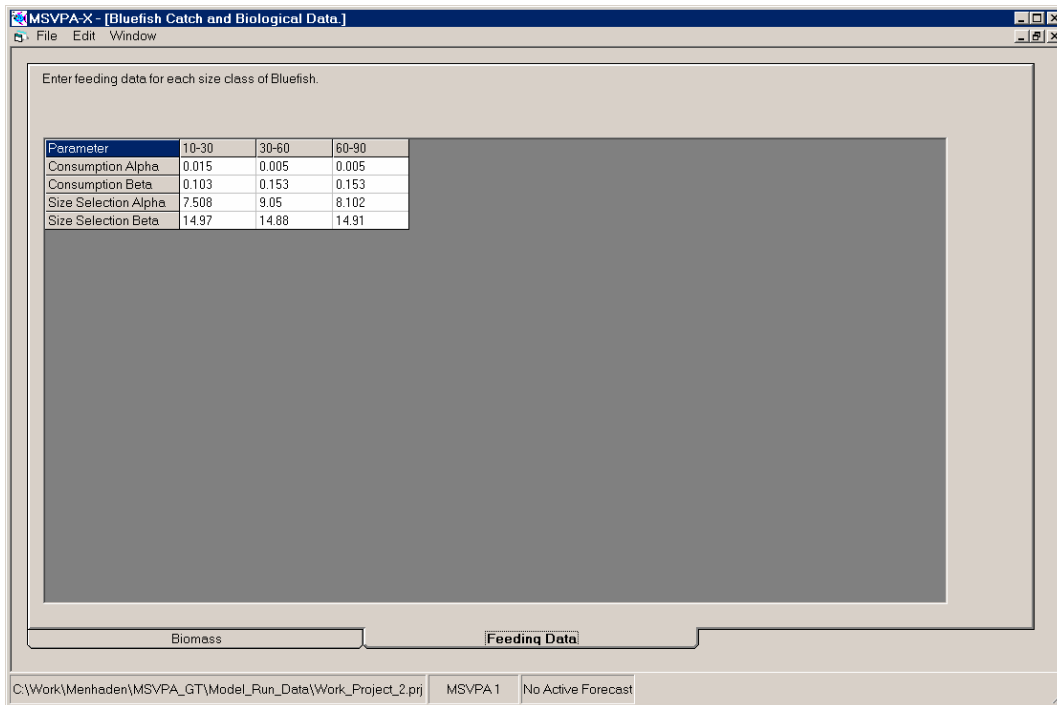 MSVPA-X - [Bluefish Catch and Biological Data.]
File Edit Window
Enter feeding data for each size class of Bluefish.
Parameter 10-30 30-60 60-90
Consumption Alpha 0.015 0.005 0.005
Consumption Beta 0.103 0.153 0.153
Size Selection Alpha 7.508 9.05 8.102
Size Selection Beta 14.97 14.88 14.91
Biomass Feeding Data
C:\Work\Menhaden\MSVPA_GT\Model_Run_Data\Work_Project_2.prj MSVPA 1 No Active Forecast